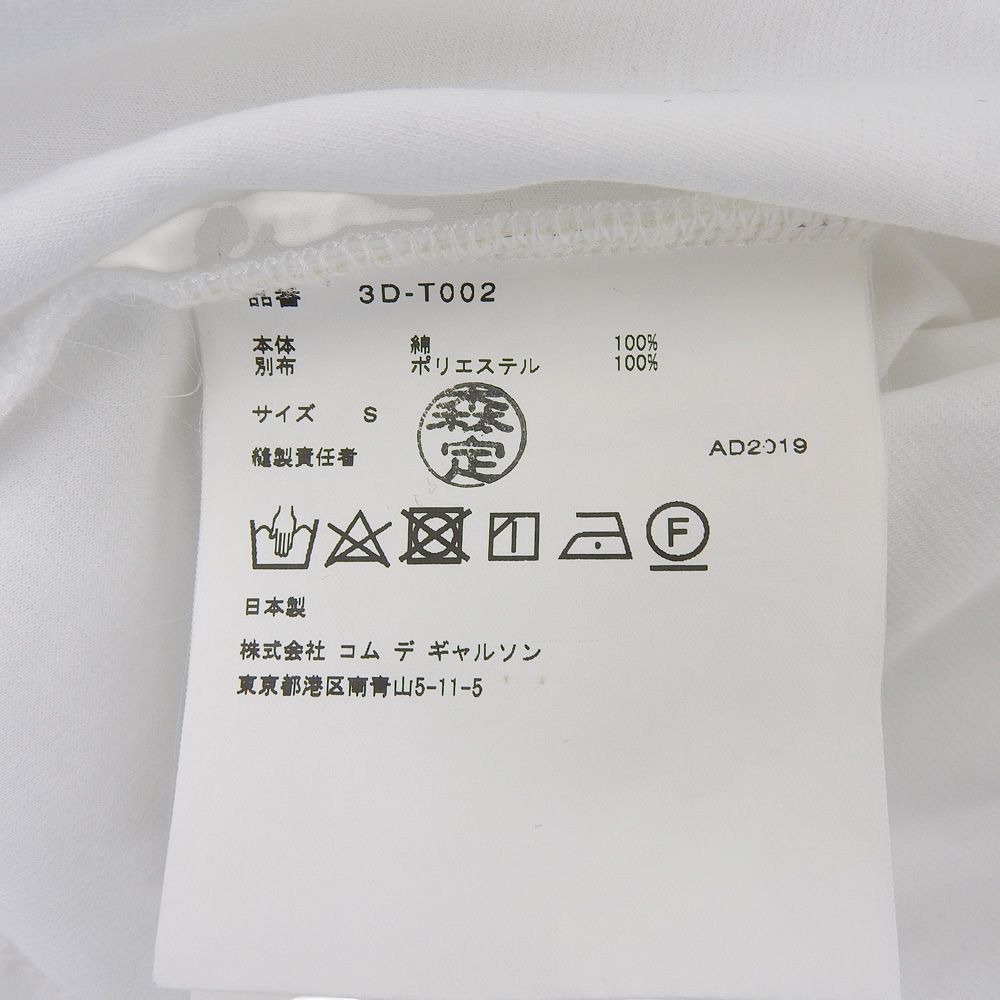 品番 3D-T002
本体 綿 100%
別布 ポリエステル 100%
サイズ S
森定
縫製責任者
AD2019
F
日本製
株式会社 コム デ ギャルソン
東京都港区南青山5-11-5